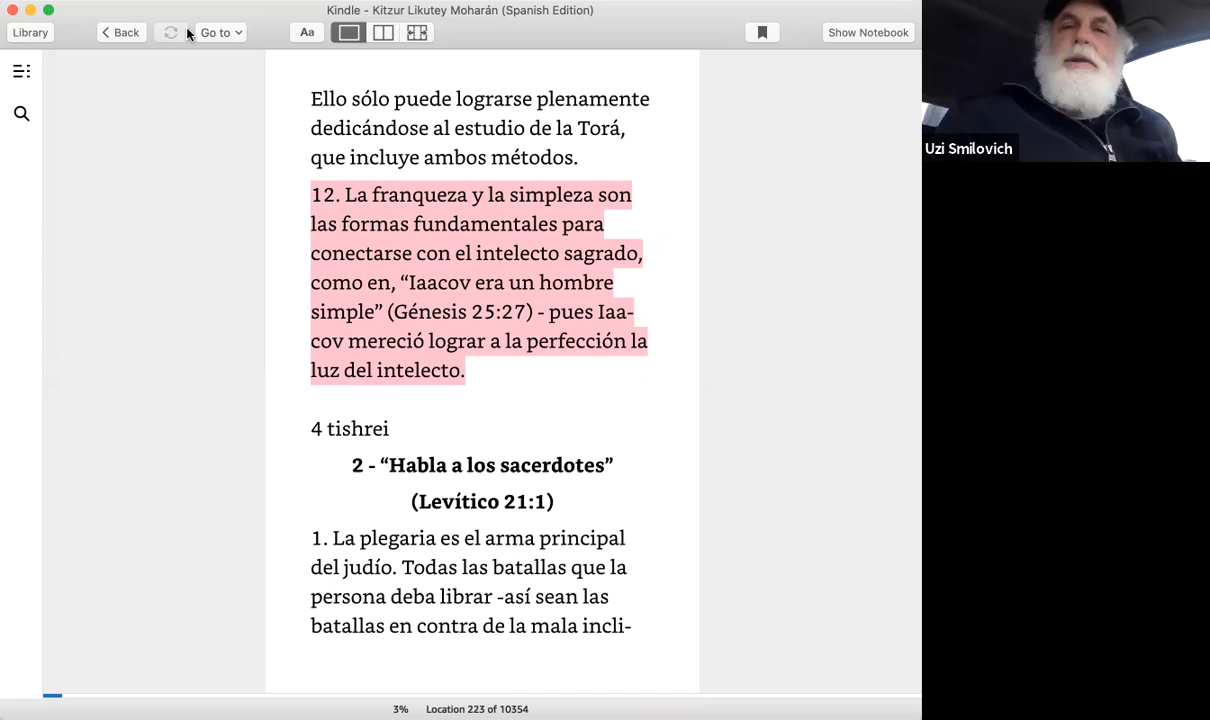 Kindle - Kitzur Likutey Moharán (Spanish Edition)
Library
Back
Go to
Aa
Show Notebook
Ello sólo puede lograrse plenamente
dedicándose al estudio de la Torá,
que incluye ambos métodos.
12. La franqueza y la simpleza son
las formas fundamentales para
conectarse con el intelecto sagrado,
como en, “Iaacov era un hombre
simple” (Génesis 25:27) - pues Iaa-
cov mereció lograr a la perfección la
luz del intelecto.
4 tishrei
2 - “Habla a los sacerdotes”
(Levítico 21:1)
1. La plegaria es el arma principal
del judío. Todas las batallas que la
persona deba librar -así sean las
batallas en contra de la mala incli-
3% Location 223 of 10354
Uzi Smilovich